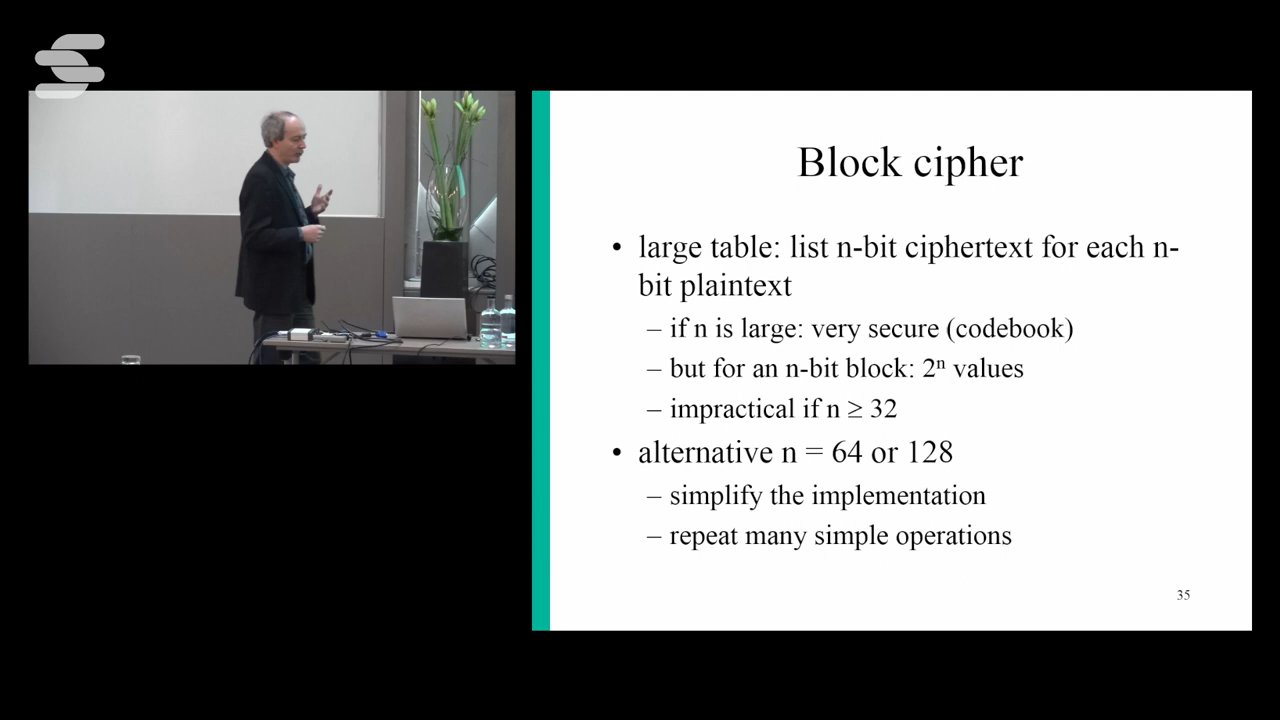 Block cipher
• large table: list n-bit ciphertext for each n-
bit plaintext
– if n is large: very secure (codebook)
– but for an n-bit block: 2ⁿ values
– impractical if n ≥ 32
• alternative n = 64 or 128
– simplify the implementation
– repeat many simple operations
35